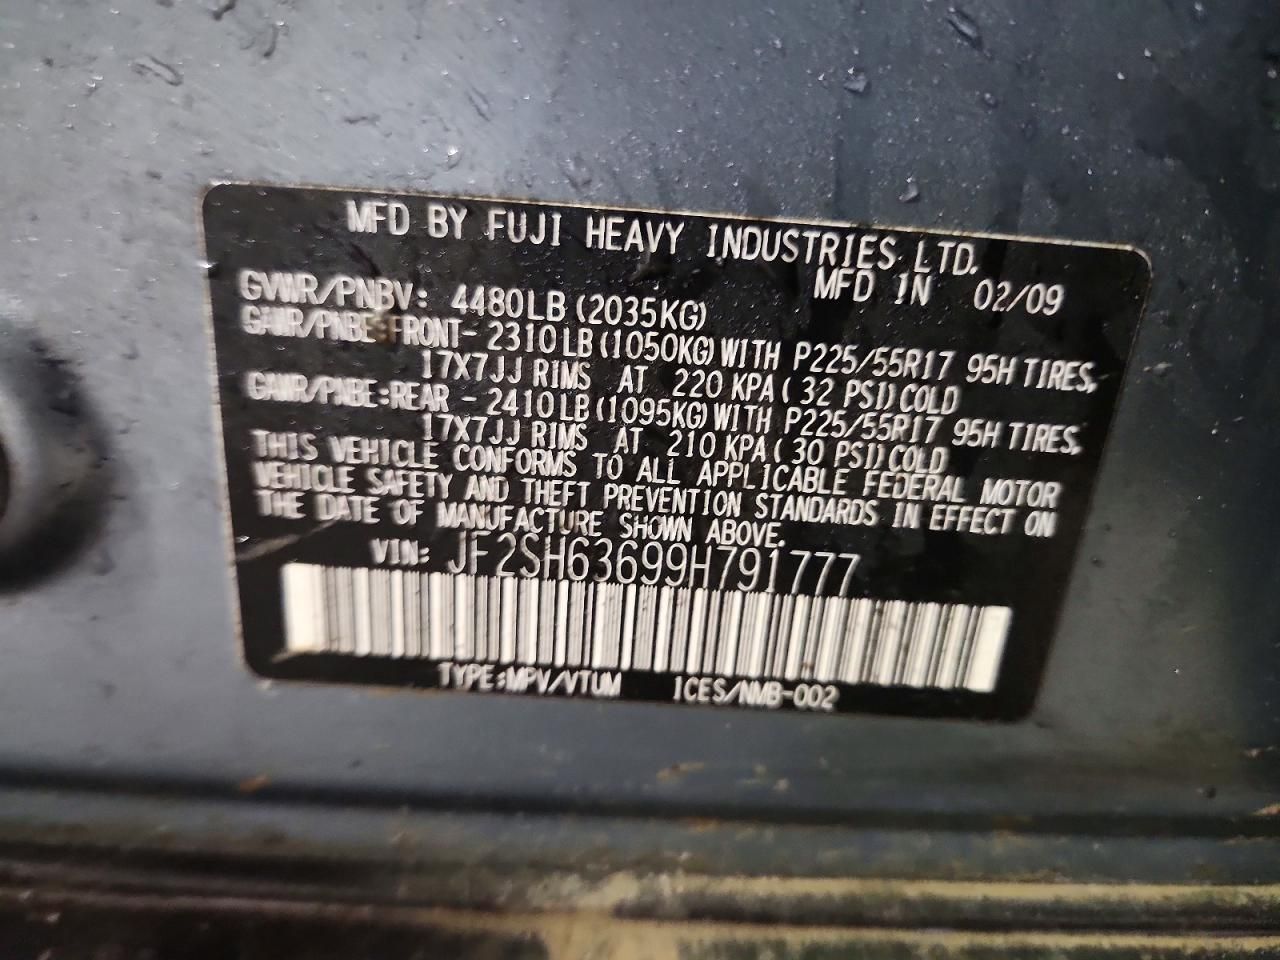 MFD BY FUJI HEAVY INDUSTRIES LTD.
MFD IN 02/09
GVWR/PNBV: 4480LB (2035KG)
GAWR/PNBE:FRONT- 2310LB (1050KG) WITH P225/55R17 95H TIRES,
17X7JJ RIMS AT 220 KPA ( 32 PSI) COLD
GAWR/PNBE:REAR - 2410LB (1095KG) WITH P225/55R17 95H TIRES,
17X7JJ RIMS AT 210 KPA ( 30 PSI) COLD
THIS VEHICLE CONFORMS TO ALL APPLICABLE FEDERAL MOTOR
VEHICLE SAFETY AND THEFT PREVENTION STANDARDS IN EFFECT ON
THE DATE OF MANUFACTURE SHOWN ABOVE.
VIN: JF2SH63699H791777
TYPE:MPV/VTUM ICES/NMB-002